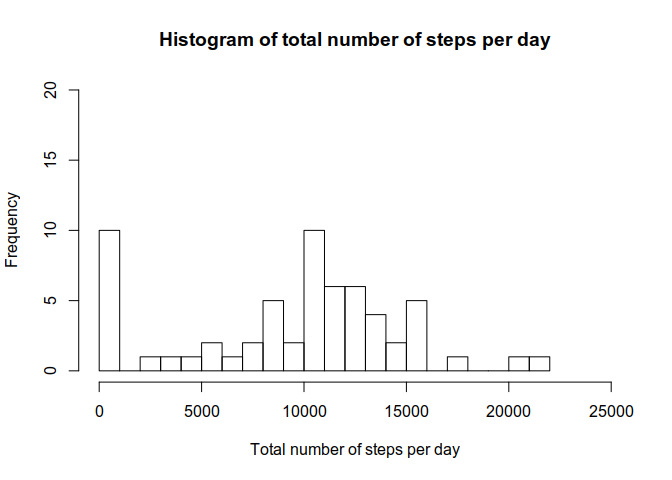 Histogram of total number of steps per day
Frequency
20
15
10
5
0
0 5000 10000 15000 20000 25000
Total number of steps per day